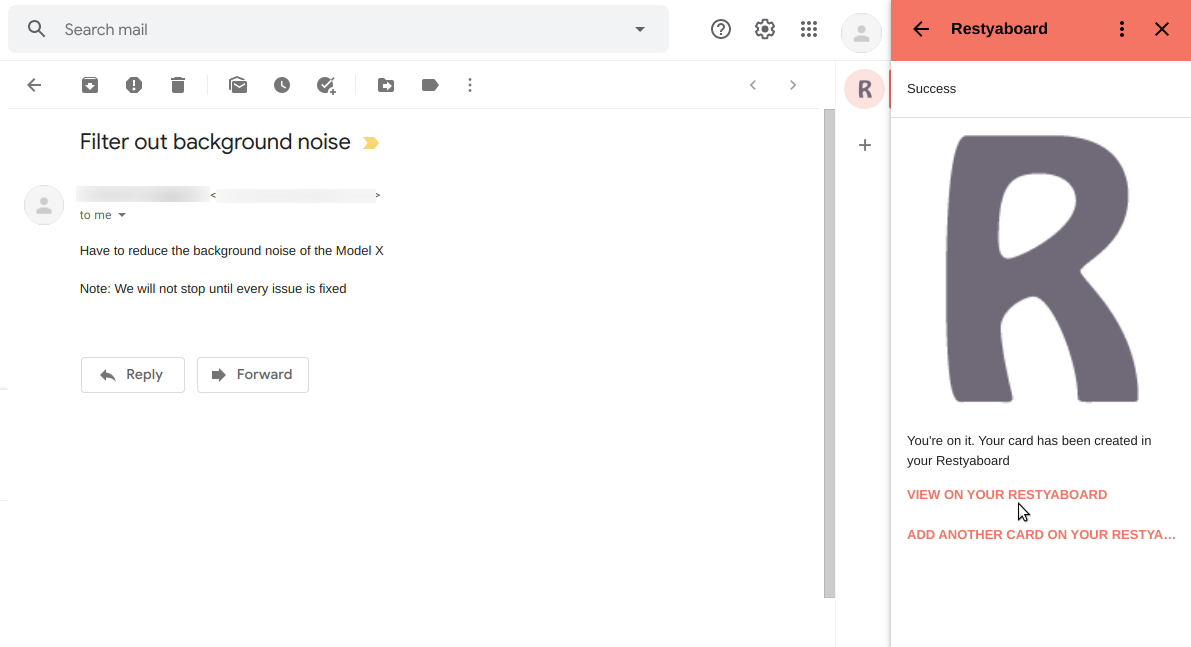 Search mail
Restyaboard
Success
Filter out background noise
<
>
to me
Have to reduce the background noise of the Model X
Note: We will not stop until every issue is fixed
Reply
Forward
R
R
You're on it. Your card has been created in
your Restyaboard
VIEW ON YOUR RESTYABOARD
ADD ANOTHER CARD ON YOUR RESTYA...